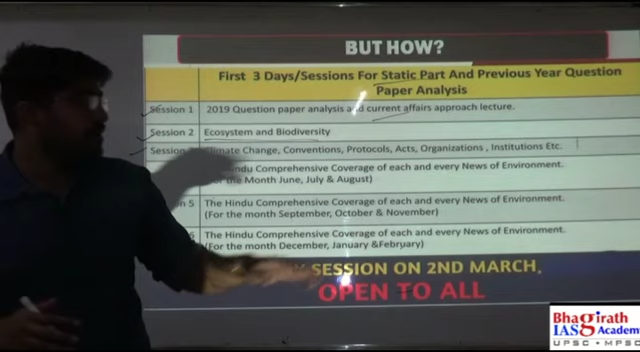 BUT HOW?
First 3 Days/Sessions For Static Part And Previous Year Question
Paper Analysis
Session 1 2019 Question paper analysis and current affairs approach lecture.
Session 2 Ecosystem and Biodiversity
Session Change, Conventions, Protocols, Acts, Organizations , Institutions Etc.
Hindu Comprehensive Coverage of each and every News of Environment.
the Month June, July & August)
5 The Hindu Comprehensive Coverage of each and every News of Environment.
(For the month September, October & November)
6 The Hindu Comprehensive Coverage of each and every News of Environment.
(For the month December, January &February)
SESSION ON 2ND MARCH,
OPEN TO ALL
Bhagirath
IAS Academy
UPSC • MPSC